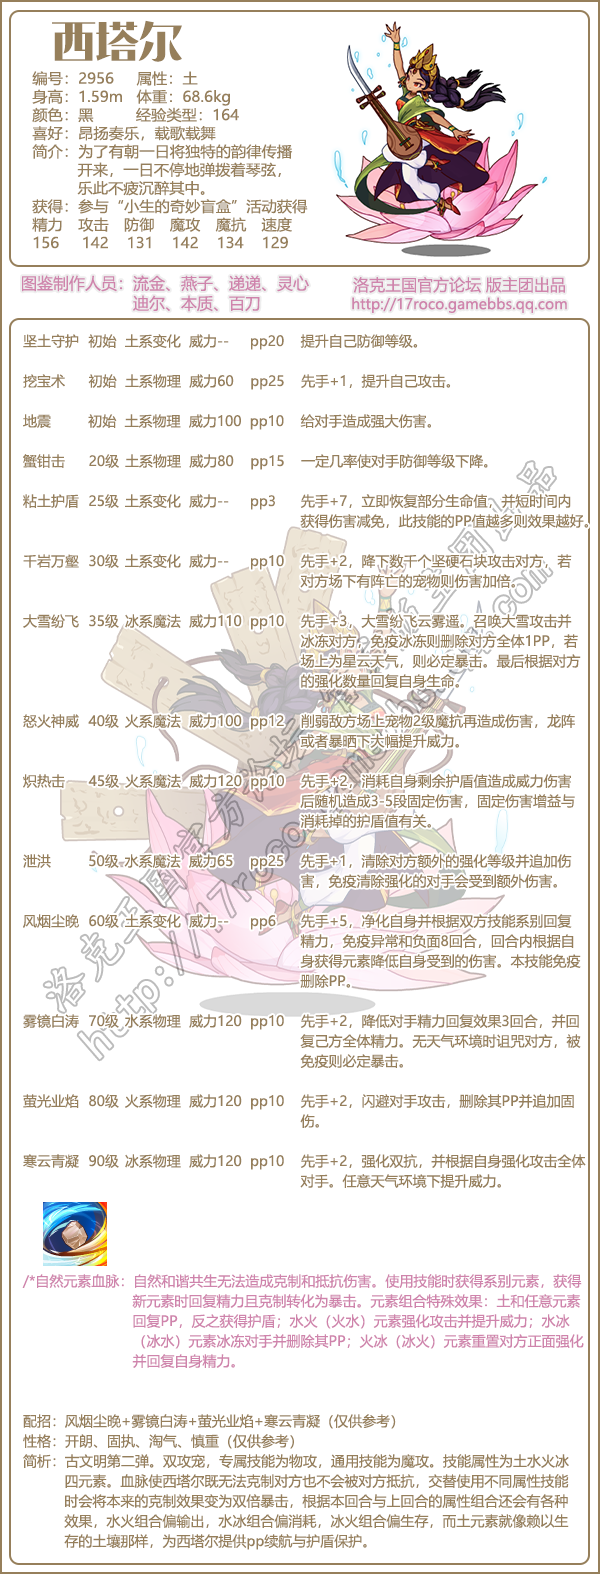 西塔尔
编号：2956 属性：土
身高：1.59m 体重：68.6kg
颜色：黑 经验类型：164
喜好：昂扬奏乐，载歌载舞
简介：为了有朝一日将独特的韵律传播
开来，一日不停地弹拨着琴弦，
乐此不疲沉醉其中。
获得：参与“小生的奇妙盲盒”活动获得
精力 攻击 防御 魔攻 魔抗 速度
156 142 131 142 134 129
图鉴制作人员：流金、燕子、递递、灵心
迪尔、本质、百刀
洛克王国官方论坛 版主团出品
http://17roco.gamebbs.qq.com
坚土守护 初始 土系变化 威力-- pp20 提升自己防御等级。
挖宝术 初始 土系物理 威力60 pp25 先手+1，提升自己攻击。
地震 初始 土系物理 威力100 pp10 给对手造成强大伤害。
蟹钳击 20级 土系物理 威力80 pp15 一定几率使对手防御等级下降。
粘土护盾 25级 土系变化 威力-- pp3 先手+7，立即恢复部分生命值，并短时间内
获得伤害减免，此技能的PP值越多则效果越好。
千岩万壑 30级 土系变化 威力-- pp10 先手+2，降下数千个坚硬石块攻击对方，若
对方场下有阵亡的宠物则伤害加倍。
大雪纷飞 35级 冰系魔法 威力110 pp10 先手+3，大雪纷飞云雾遥。召唤大雪攻击并
冰冻对方，免疫冰冻则删除对方全体1PP，若
场上为星云天气，则必定暴击。最后根据对方
的强化数量回复自身生命。
怒火神威 40级 火系魔法 威力100 pp12 削弱敌方场上宠物2级魔抗再造成伤害，龙阵
或者暴晒下大幅提升威力。
炽热击 45级 火系魔法 威力120 pp10 先手+2，消耗自身剩余护盾值造成威力伤害
后随机造成3-5段固定伤害，固定伤害增益与
消耗掉的护盾值有关。
泄洪 50级 水系魔法 威力65 pp25 先手+1，清除对方额外的强化等级并追加伤
害，免疫清除强化的对手会受到额外伤害。
风烟尘晚 60级 土系变化 威力-- pp6 先手+5，净化自身并根据双方技能系别回复
精力，免疫异常和负面8回合，回合内根据自
身获得元素降低自身受到的伤害。本技能免疫
删除PP。
雾镜白涛 70级 水系物理 威力120 pp10 先手+2，降低对手精力回复效果3回合，并回
复己方全体精力。无天气环境时诅咒对方，被
免疫则必定暴击。
萤光业焰 80级 火系物理 威力120 pp10 先手+2，闪避对手攻击，删除其PP并追加固
伤。
寒云青凝 90级 冰系物理 威力120 pp10 先手+2，强化双抗，并根据自身强化攻击全体
对手。任意天气环境下提升威力。
洛克王国官方论坛 版主团出品
http://17roco.gamebbs.qq.com
/*自然元素血脉：自然和谐共生无法造成克制和抵抗伤害。使用技能时获得系别元素，获得
新元素时回复精力且克制转化为暴击。元素组合特殊效果：土和任意元素
回复PP，反之获得护盾；水火（火水）元素强化攻击并提升威力；水冰
（冰水）元素冰冻对手并删除其PP；火冰（冰火）元素重置对方正面强化
并回复自身精力。
配招：风烟尘晚+雾镜白涛+萤光业焰+寒云青凝（仅供参考）
性格：开朗、固执、淘气、慎重（仅供参考）
简析：古文明第二弹。双攻宠，专属技能为物攻，通用技能为魔攻。技能属性为土水火冰
四元素。血脉使西塔尔既无法克制对方也不会被对方抵抗，交替使用不同属性技能
时会将本来的克制效果变为双倍暴击，根据本回合与上回合的属性组合还会有各种
效果，水火组合偏输出，水冰组合偏消耗，冰火组合偏生存，而土元素就像赖以生
存的土壤那样，为西塔尔提供pp续航与护盾保护。